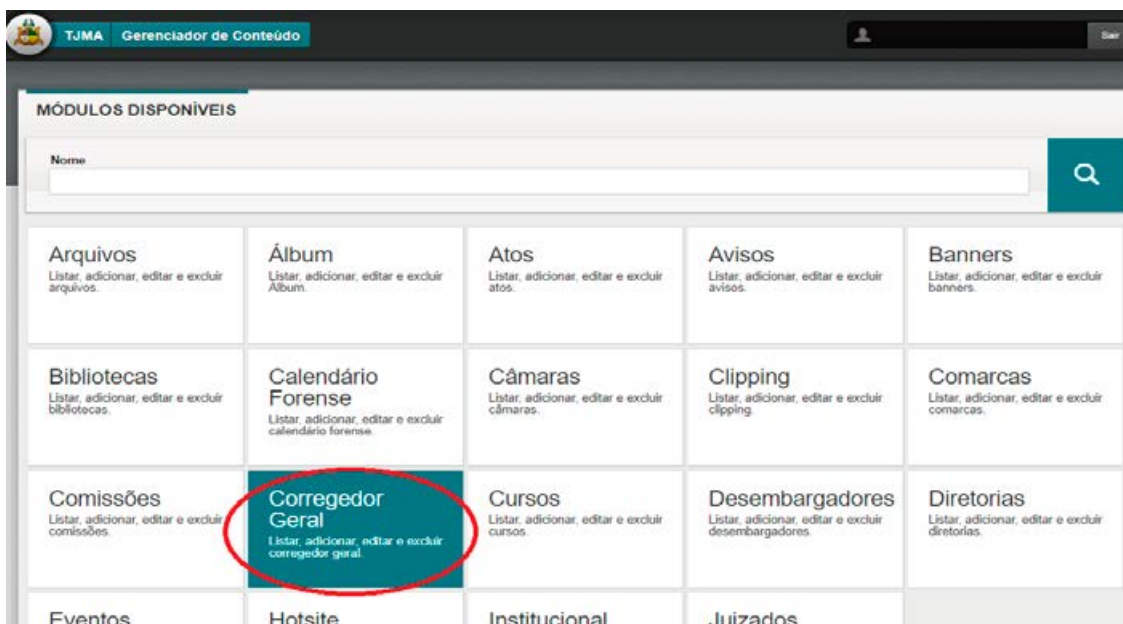 TJMA Gerenciador de Conteúdo
Sair
MÓDULOS DISPONÍVEIS
Nome
Arquivos
Listar, adicionar, editar e excluir
arquivos.
Álbum
Listar, adicionar, editar e excluir
Álbum.
Atos
Listar, adicionar, editar e excluir
atos.
Avisos
Listar, adicionar, editar e excluir
avisos.
Banners
Listar, adicionar, editar e excluir
banners.
Bibliotecas
Listar, adicionar, editar e excluir
bibliotecas.
Calendário
Forense
Listar, adicionar, editar e excluir
calendário forense.
Câmaras
Listar, adicionar, editar e excluir
câmaras.
Clipping
Listar, adicionar, editar e excluir
clipping.
Comarcas
Listar, adicionar, editar e excluir
comarcas.
Comissões
Listar, adicionar, editar e excluir
comissões.
Corregedor
Geral
Listar, adicionar, editar e excluir
corregedor geral.
Cursos
Listar, adicionar, editar e excluir
cursos.
Desembargadores
Listar, adicionar, editar e excluir
desembargadores.
Diretorias
Listar, adicionar, editar e excluir
diretorias.
Eventos
Hotsite
Institucional
Juizados